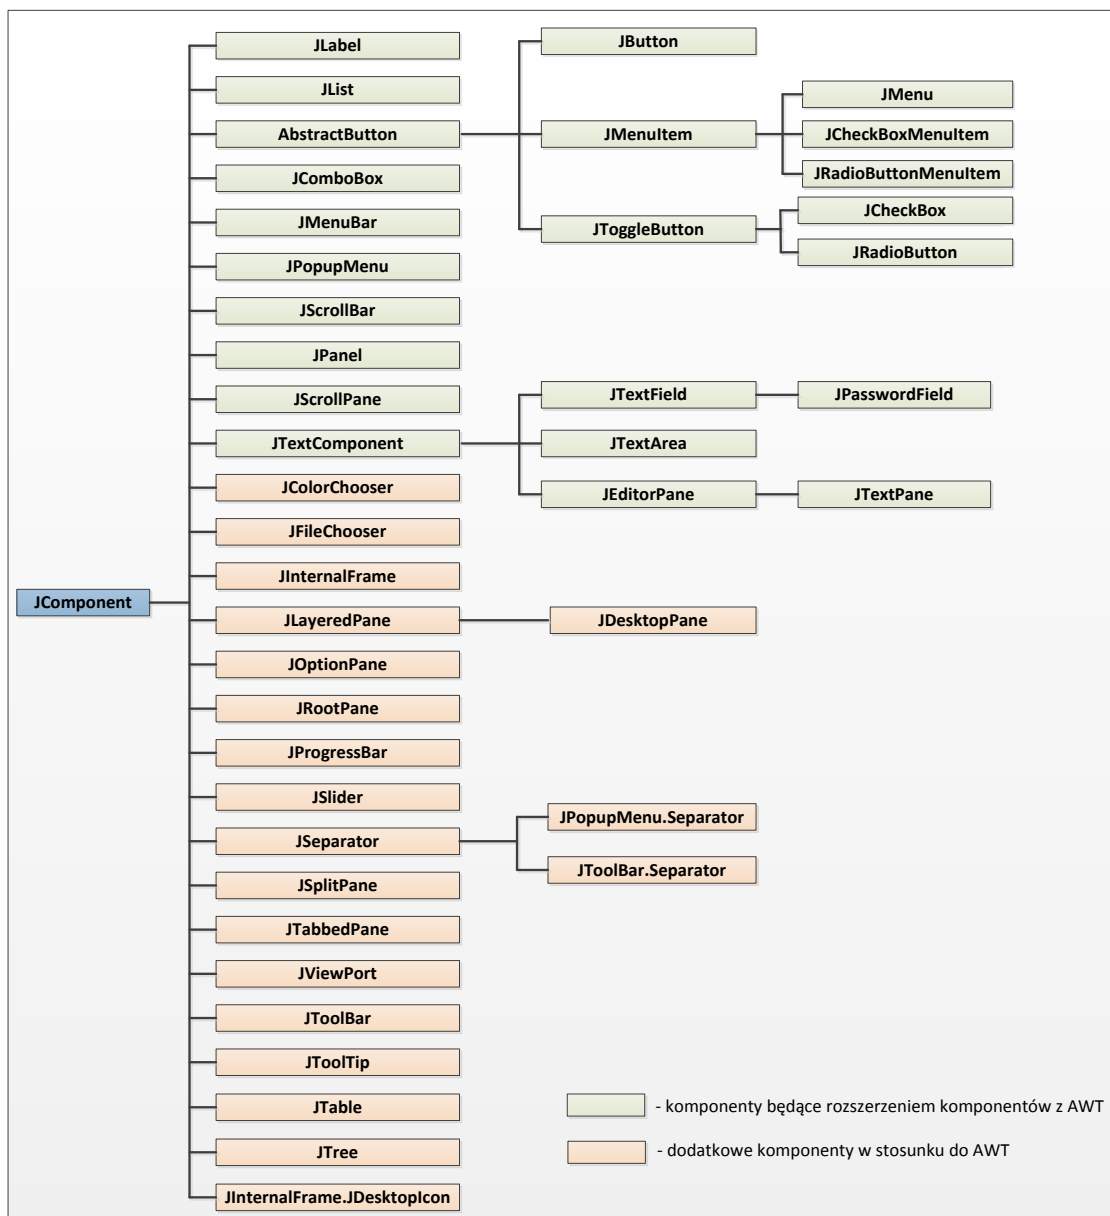 JLabel
JList
AbstractButton
JComboBox
JMenuBar
JPopupMenu
JScrollBar
JPanel
JScrollPane
JTextComponent
JColorChooser
JFileChooser
JInternalFrame
JLayeredPane
JOptionPane
JRootPane
JProgressBar
JSlider
JSeparator
JSplitPane
JTabbedPane
JViewPort
JToolBar
JToolTip
JTable
JTree
JInternalFrame.JDesktopIcon
JComponent
JButton
JMenuItem
JToggleButton
JMenu
JCheckBoxMenuItem
JRadioButtonMenuItem
JCheckBox
JRadioButton
JTextField
JTextArea
JEditorPane
JPasswordField
JTextPane
JDesktopPane
JPopupMenu.Separator
JToolBar.Separator
- komponenty będące rozszerzeniem komponentów z AWT
- dodatkowe komponenty w stosunku do AWT